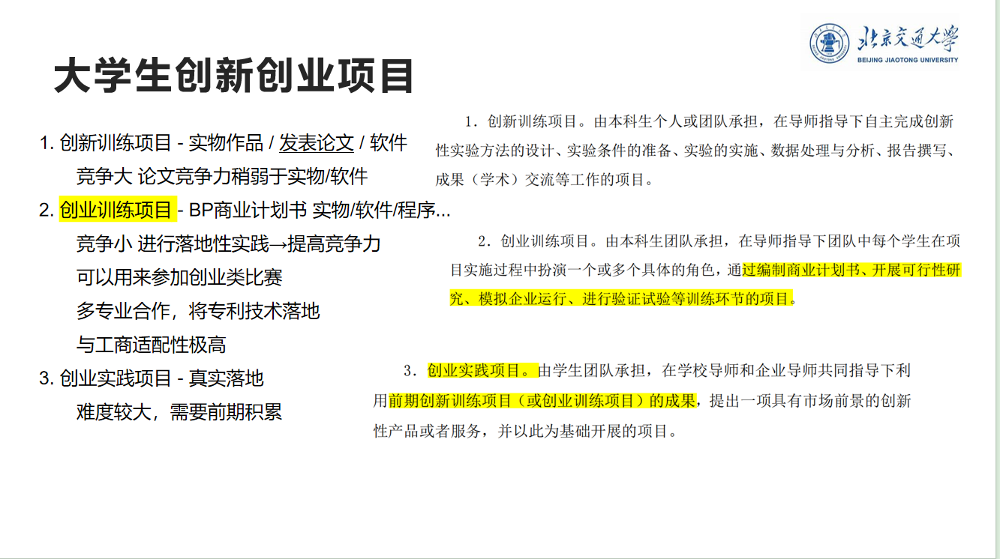 北京交通大学
BEIJING JIAOTONG UNIVERSITY
大学生创新创业项目
1. 创新训练项目 - 实物作品 / 发表论文 / 软件
竞争大 论文竞争力稍弱于实物/软件
2. 创业训练项目 - BP商业计划书 实物/软件/程序...
竞争小 进行落地性实践→提高竞争力
可以用来参加创业类比赛
多专业合作，将专利技术落地
与工商适配性极高
3. 创业实践项目 - 真实落地
难度较大，需要前期积累
1．创新训练项目。由本科生个人或团队承担，在导师指导下自主完成创新
性实验方法的设计、实验条件的准备、实验的实施、数据处理与分析、报告撰写、
成果（学术）交流等工作的项目。
2．创业训练项目。由本科生团队承担，在导师指导下团队中每个学生在项
目实施过程中扮演一个或多个具体的角色，通过编制商业计划书、开展可行性研
究、模拟企业运行、进行验证试验等训练环节的项目。
3．创业实践项目。由学生团队承担，在学校导师和企业导师共同指导下利
用前期创新训练项目（或创业训练项目）的成果，提出一项具有市场前景的创新
性产品或者服务，并以此为基础开展的项目。